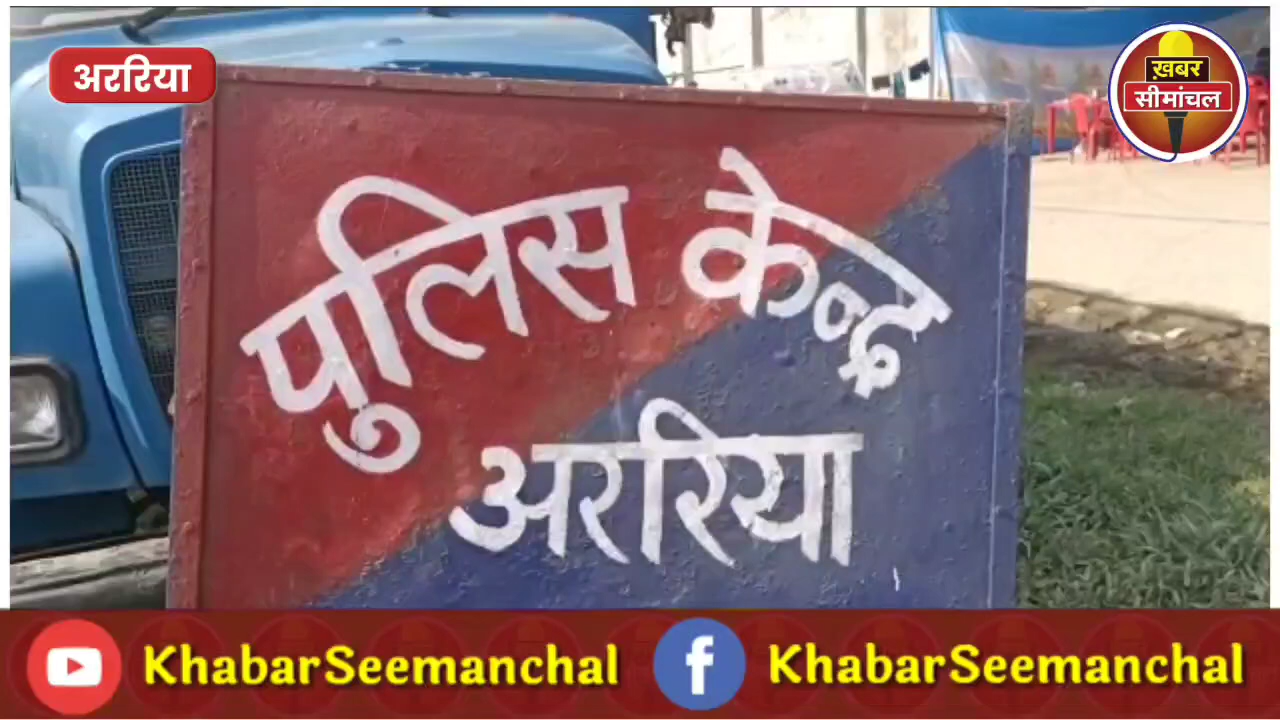 अररिया
ख़बर
सीमांचल
पुलिस केन्द्र
अररिया
KhabarSeemanchal
KhabarSeemanchal